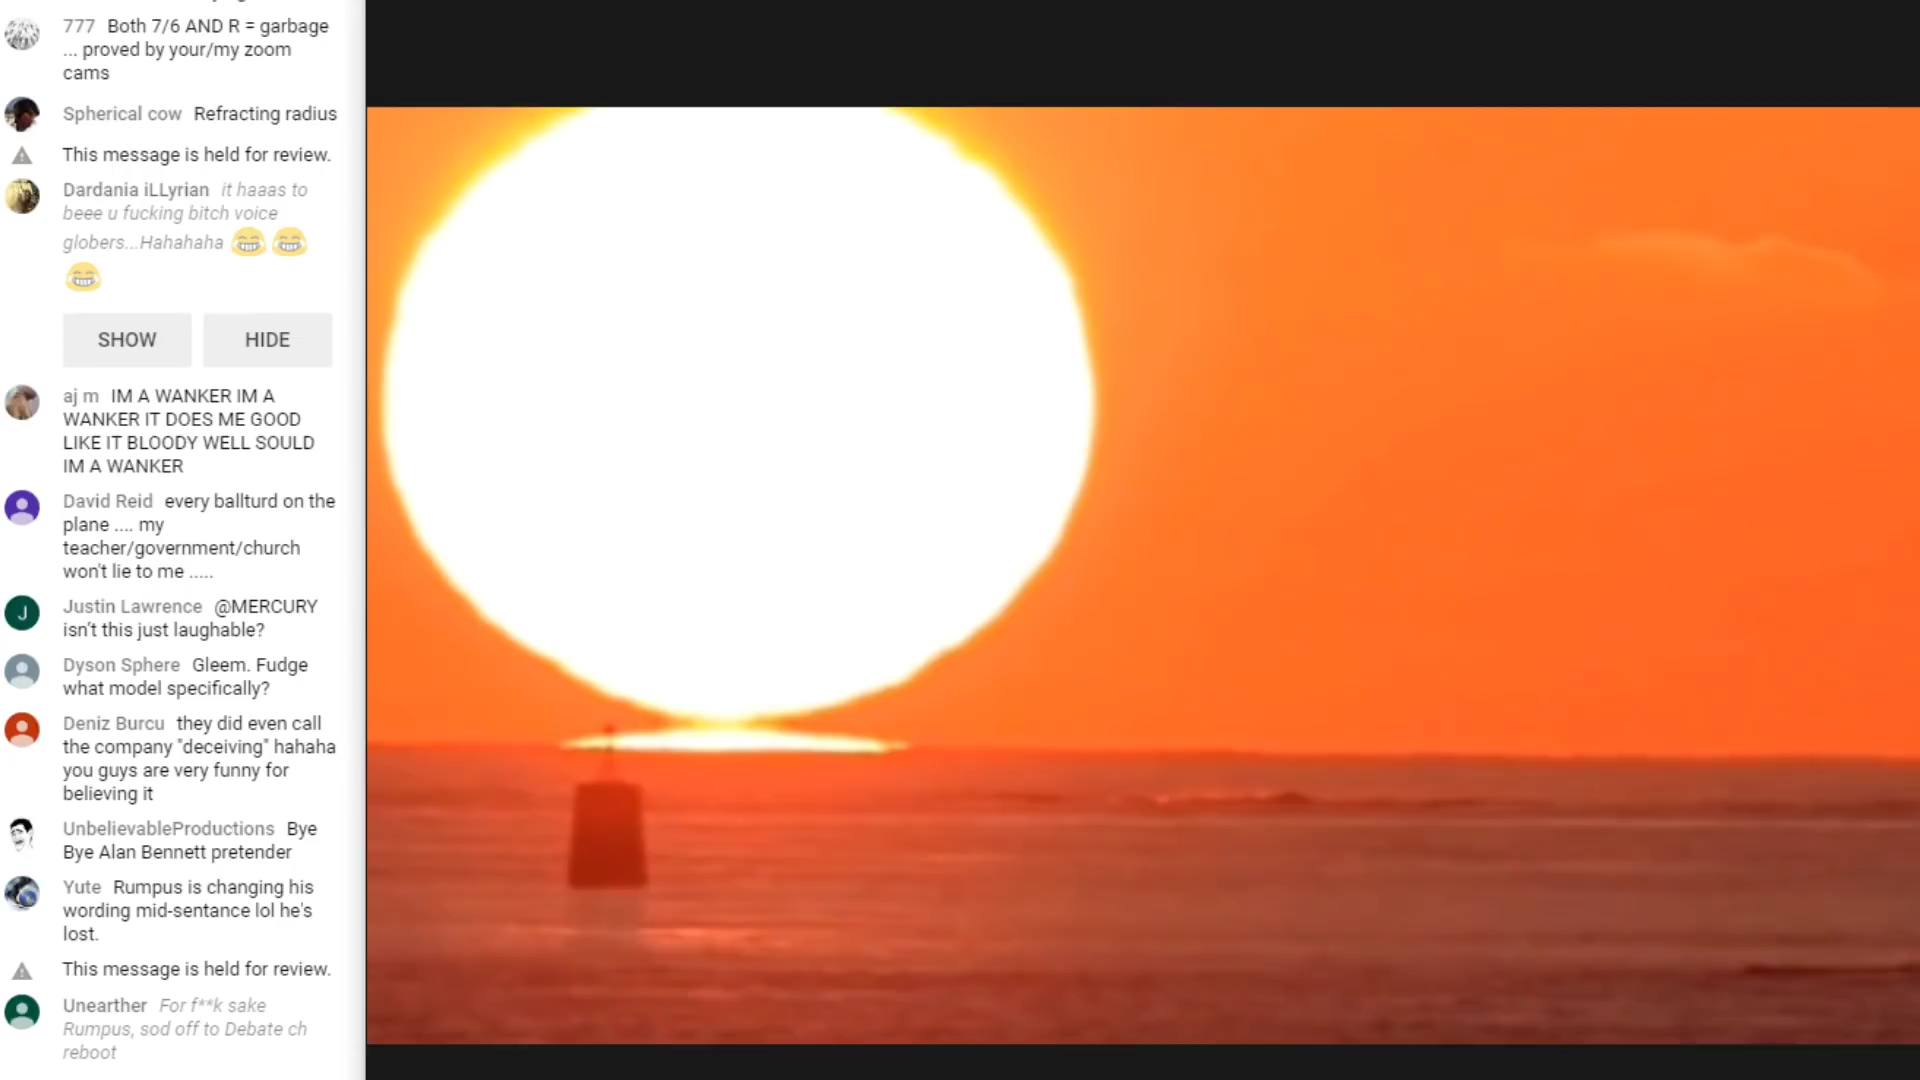 777 Both 7/6 AND R = garbage
... proved by your/my zoom
cams
Spherical cow Refracting radius
This message is held for review.
Dardania iLLyrian it haaas to
beee u fucking bitch voice
globers...Hahahaha
SHOW HIDE
aj m IM A WANKER IM A
WANKER IT DOES ME GOOD
LIKE IT BLOODY WELL SOULD
IM A WANKER
David Reid every ballturd on the
plane .... my
teacher/government/church
won't lie to me .....
J
Justin Lawrence @MERCURY
isn't this just laughable?
Dyson Sphere Gleem. Fudge
what model specifically?
Deniz Burcu they did even call
the company "deceiving" hahaha
you guys are very funny for
believing it
UnbelievableProductions Bye
Bye Alan Bennett pretender
Yute Rumpus is changing his
wording mid-sentance lol he's
lost.
This message is held for review.
Unearther For f**k sake
Rumpus, sod off to Debate ch
reboot